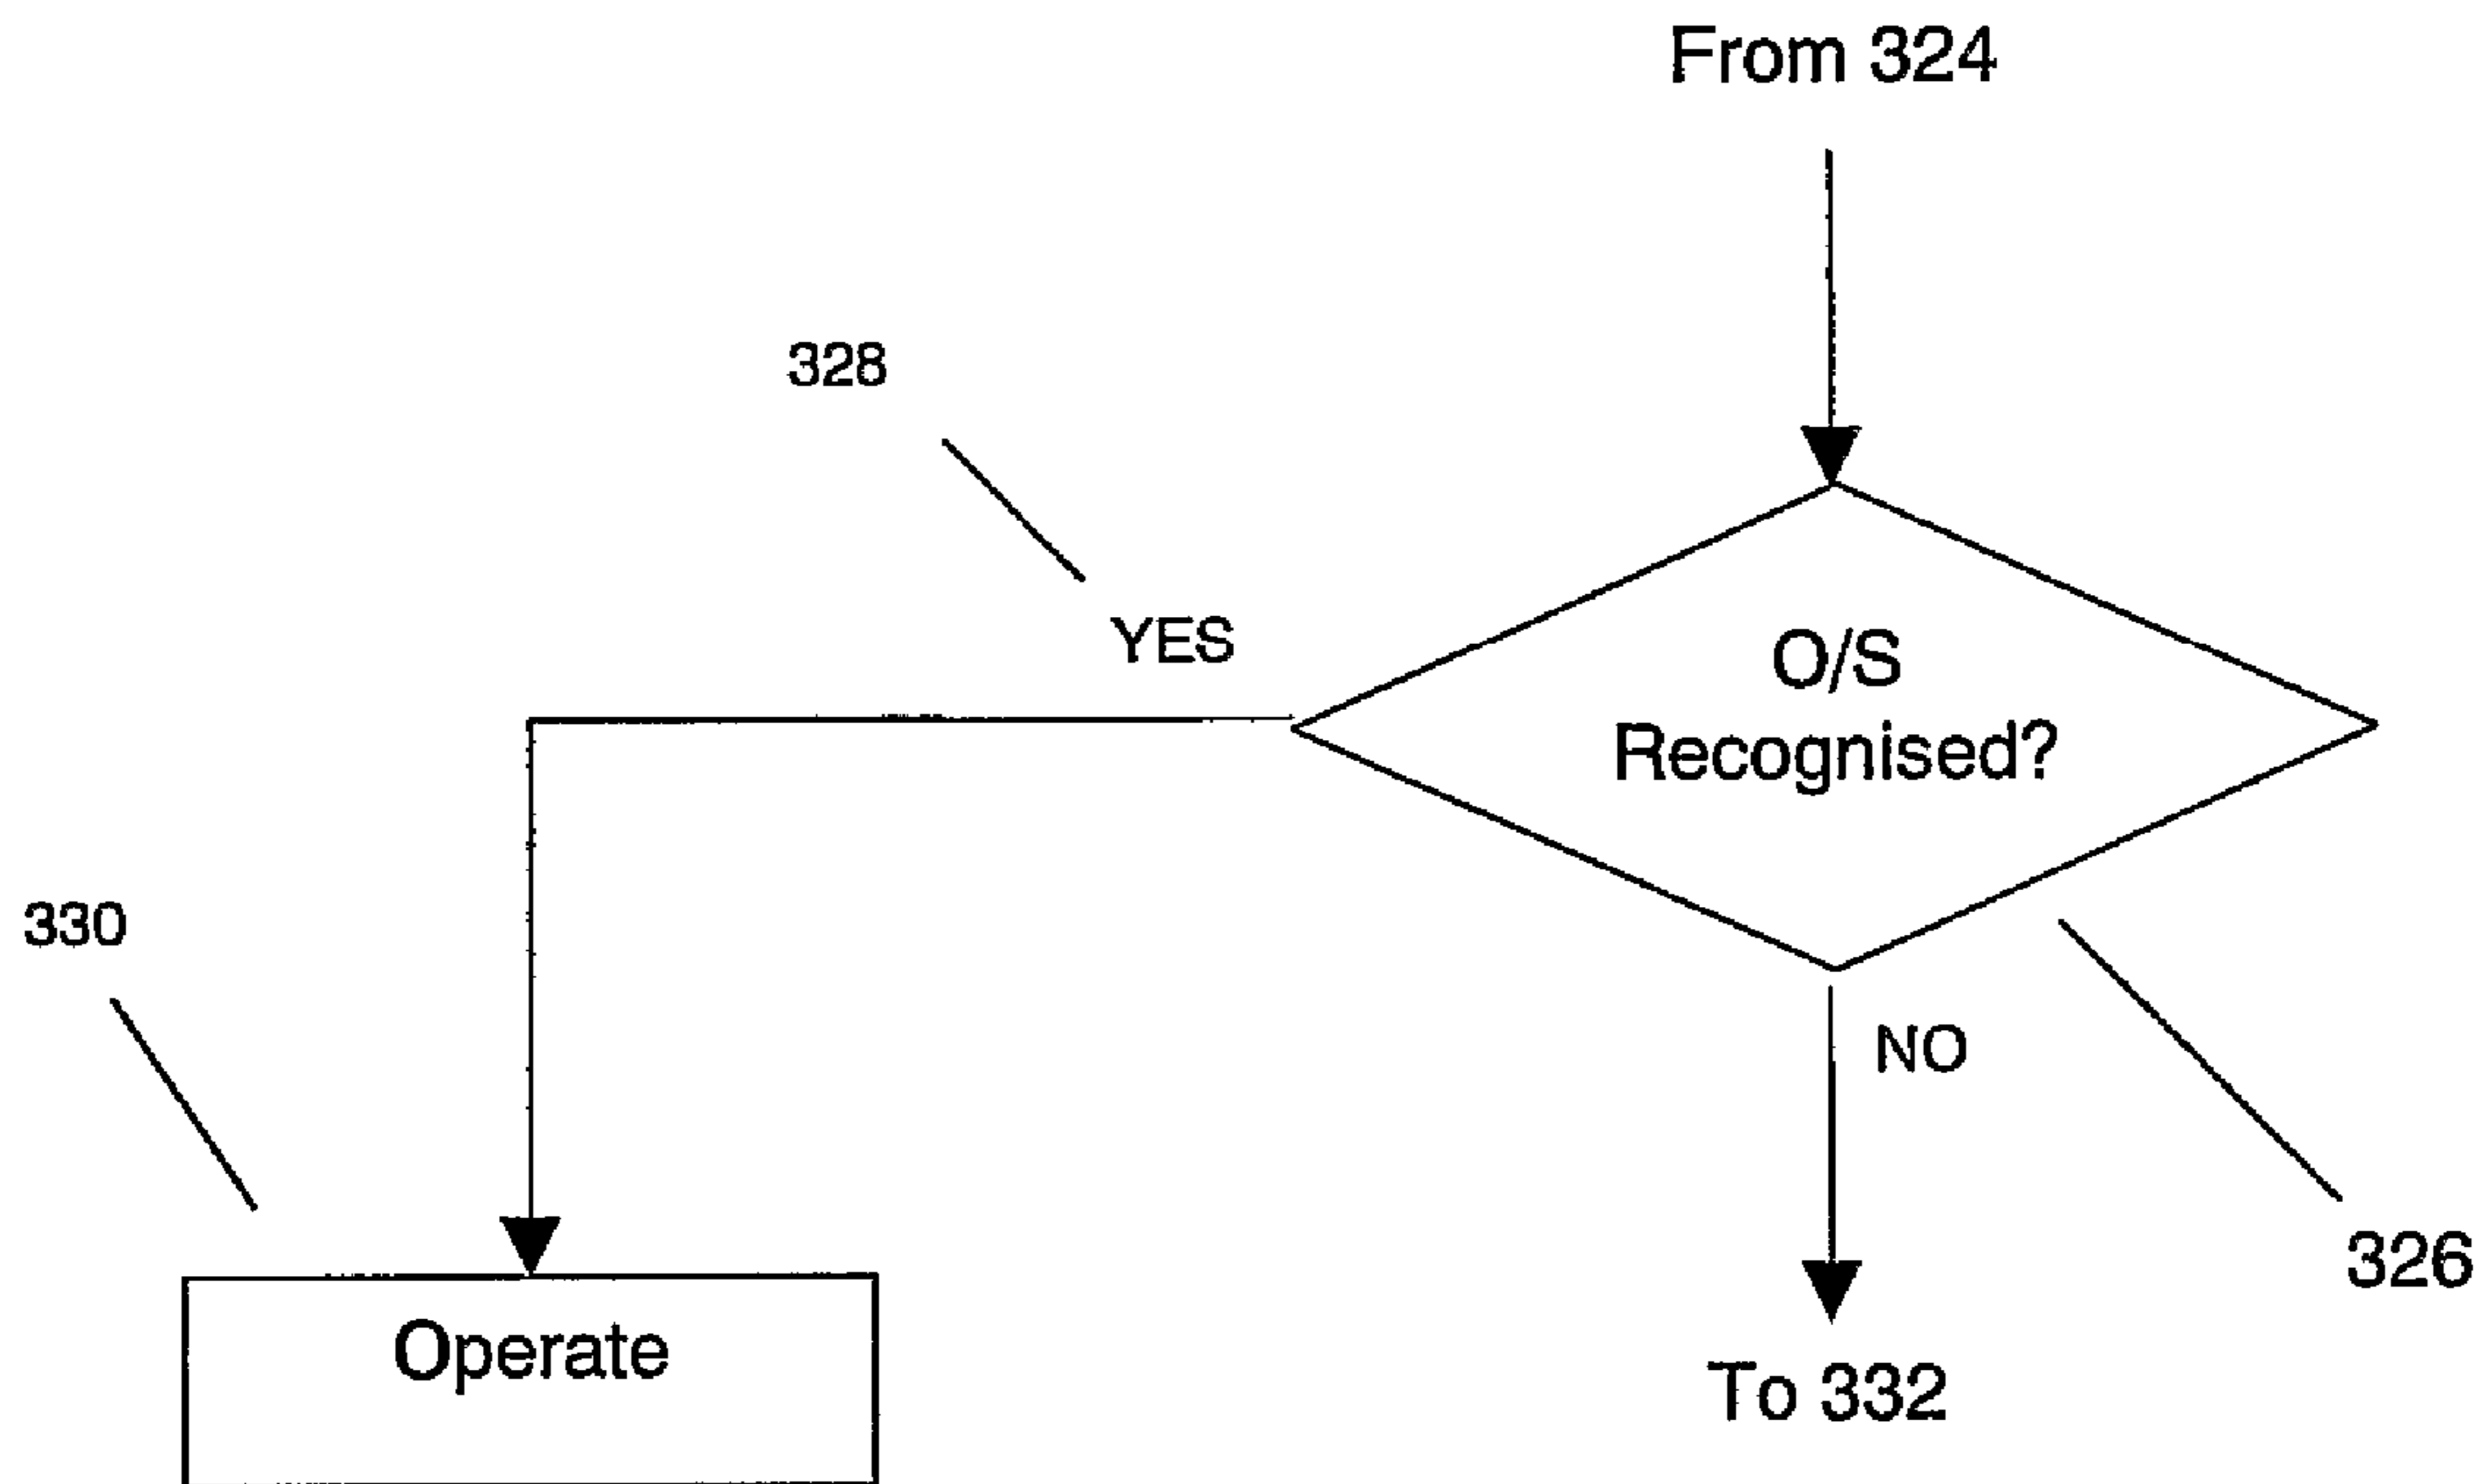 From 324
328
YES
O/S
Recognised?
330
NO
326
Operate
To 332